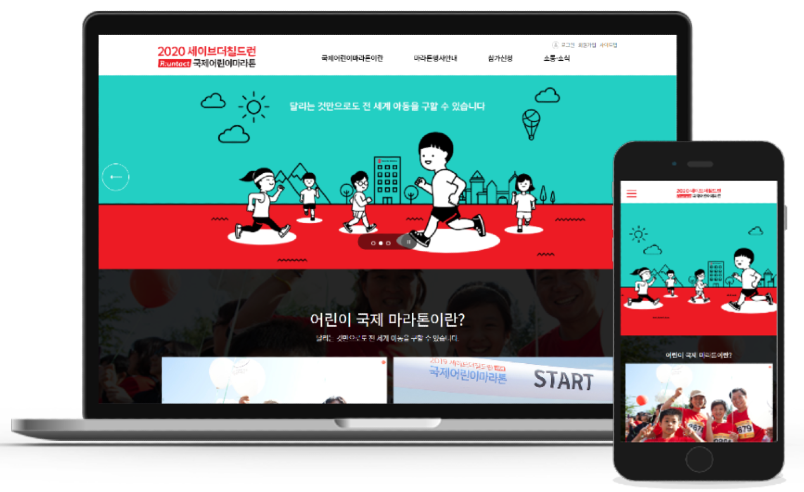 2020 세이브더칠드런
R:untact 국제어린이마라톤
로그인 회원가입 사이트맵
국제어린이마라톤이란 마라톤행사안내 참가신청 소통·소식
달리는 것만으로도 전 세계 아동을 구할 수 있습니다
어린이 국제 마라톤이란?
달리는 것만으로도 전 세계 아동을 구할 수 있습니다.
2019 세이브더칠드런
국제어린이마라톤
START
2020 세이브더칠드런
R:untact 국제어린이마라톤
어린이 국제 마라톤이란?
879